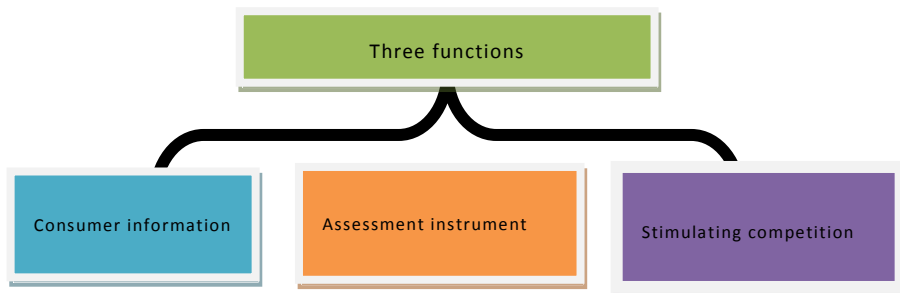 Three functions
Consumer information
Assessment instrument
Stimulating competition